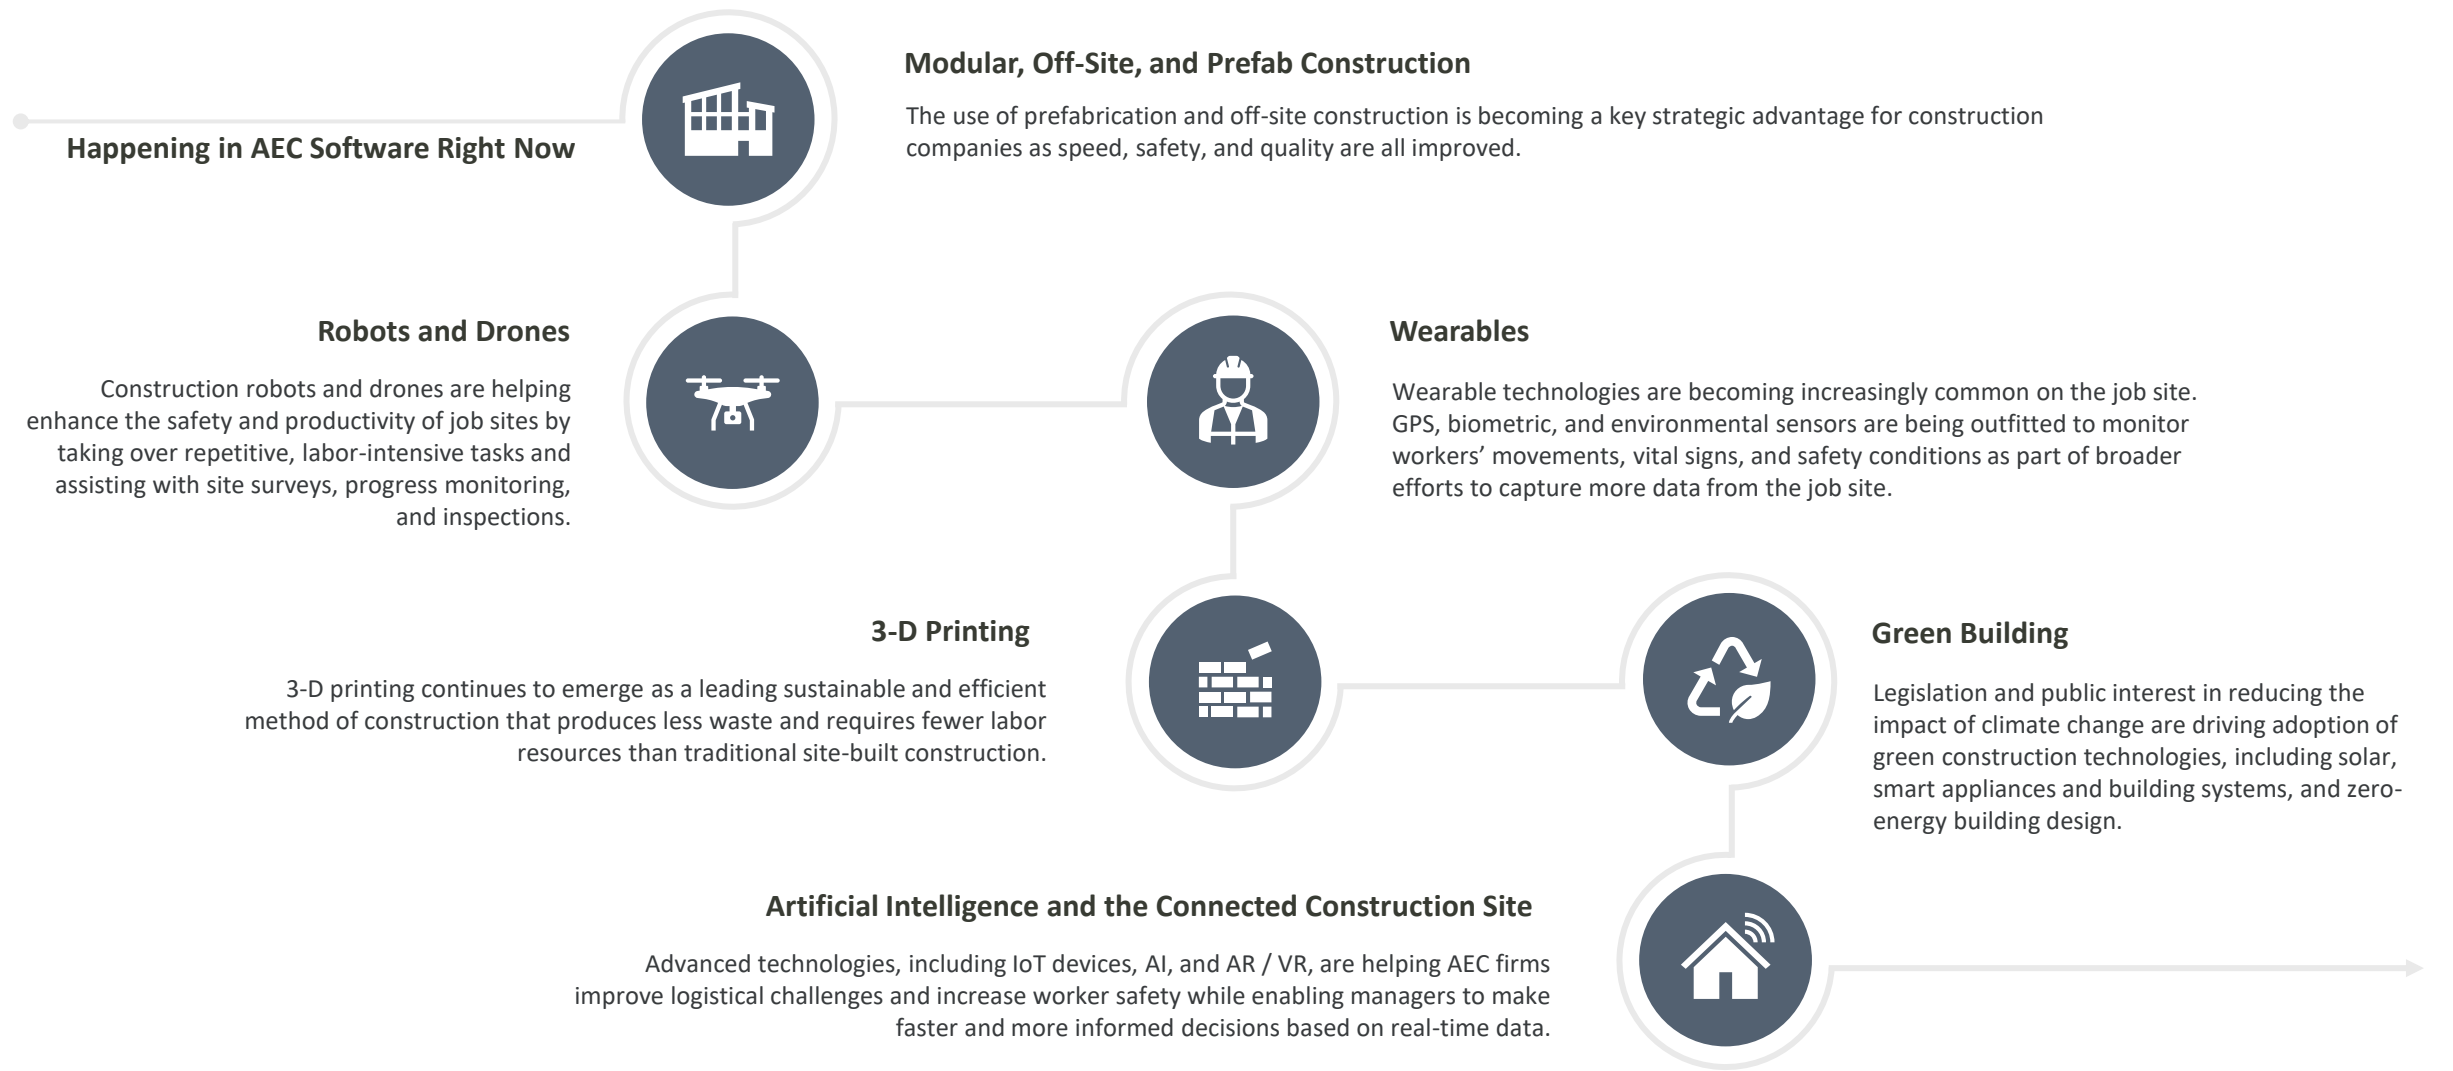 Happening in AEC Software Right Now
Modular, Off-Site, and Prefab Construction
The use of prefabrication and off-site construction is becoming a key strategic advantage for construction
companies as speed, safety, and quality are all improved.
Robots and Drones
Construction robots and drones are helping
enhance the safety and productivity of job sites by
taking over repetitive, labor-intensive tasks and
assisting with site surveys, progress monitoring,
and inspections.
Wearables
Wearable technologies are becoming increasingly common on the job site.
GPS, biometric, and environmental sensors are being outfitted to monitor
workers’ movements, vital signs, and safety conditions as part of broader
efforts to capture more data from the job site.
3-D Printing
3-D printing continues to emerge as a leading sustainable and efficient
method of construction that produces less waste and requires fewer labor
resources than traditional site-built construction.
Green Building
Legislation and public interest in reducing the
impact of climate change are driving adoption of
green construction technologies, including solar,
smart appliances and building systems, and zero-
energy building design.
Artificial Intelligence and the Connected Construction Site
Advanced technologies, including IoT devices, AI, and AR / VR, are helping AEC firms
improve logistical challenges and increase worker safety while enabling managers to make
faster and more informed decisions based on real-time data.